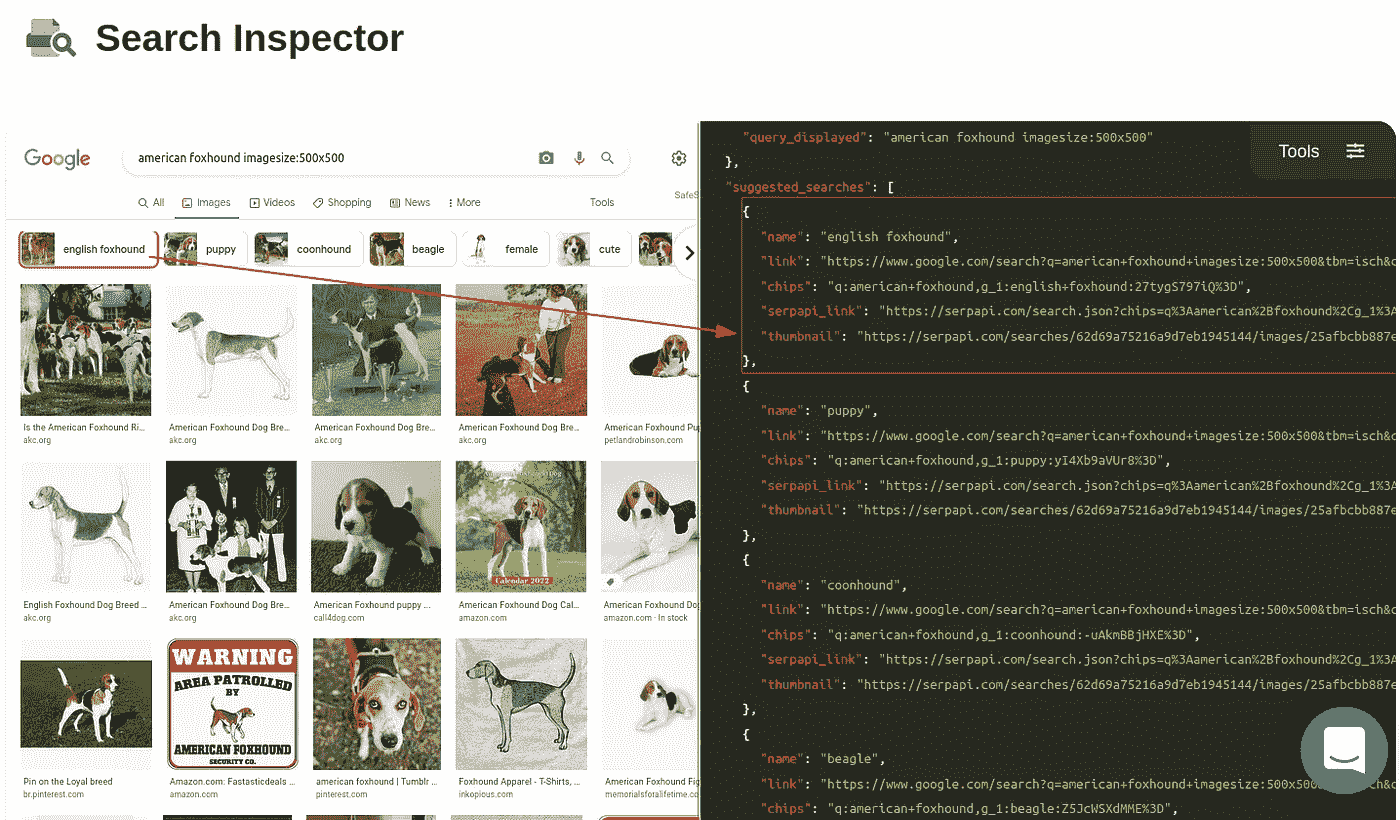 Search Inspector
Google
american foxhound imagesize:500x500
All
Images
Videos
Shopping
News
More
Tools
SafeS
english foxhound
puppy
coonhound
beagle
female
cute
Is the American Foxhound Ri...
akc.org
American Foxhound Dog Bre...
akc.org
American Foxhound Dog Bre...
akc.org
American Foxhound Dog Bre...
akc.org
American Foxhound Pu
petlandrobinson.com
Calendar 2022
English Foxhound Dog Breed ...
akc.org
American Foxhound Dog Bre...
akc.org
American Foxhound puppy ...
call4dog.com
American Foxhound Dog Cal...
amazon.com
American Foxhound Do
amazon.com · In stock
WARNING
AREA PATROLLED
BY
AMERICAN FOXHOUND
SECURITY CO.
Pin on the Loyal breed
br.pinterest.com
Amazon.com: Fastasticdeals ...
amazon.com
american foxhound | Tumblr ...
pinterest.com
Foxhound Apparel - T-Shirts, ...
inkopious.com
American Foxhound Fig
memorialsforalifetime.co
Tools
"query_displayed": "american foxhound imagesize:500x500"
},
"suggested_searches": [
{
"name": "english foxhound",
"link": "https://www.google.com/search?q=american+foxhound+imagesize:500x500&tbm=isch&c
"chips": "q:american+foxhound,g_1:english+foxhound:27tygS797iQ%3D",
"serpapi_link": "https://serpapi.com/search.json?chips=q%3Aamerican%2Bfoxhound%2Cg_1%3A
"thumbnail": "https://serpapi.com/searches/62d69a75216a9d7eb1945144/images/25afbcbb887e
},
{
"name": "puppy",
"link": "https://www.google.com/search?q=american+foxhound+imagesize:500x500&tbm=isch&c
"chips": "q:american+foxhound,g_1:puppy:yI4Xb9aVUr8%3D",
"serpapi_link": "https://serpapi.com/search.json?chips=q%3Aamerican%2Bfoxhound%2Cg_1%3A
"thumbnail": "https://serpapi.com/searches/62d69a75216a9d7eb1945144/images/25afbcbb887e
},
{
"name": "coonhound",
"link": "https://www.google.com/search?q=american+foxhound+imagesize:500x500&tbm=isch&c
"chips": "q:american+foxhound,g_1:coonhound:-uAkmBBjHXE%3D",
"serpapi_link": "https://serpapi.com/search.json?chips=q%3Aamerican%2Bfoxhound%2Cg_1%3A
"thumbnail": "https://serpapi.com/searches/62d69a75216a9d7eb1945144/images/25afbcbb887e
},
{
"name": "beagle",
"link": "https://www.google.com/search?q=american+foxhound+imagesize:500x500&tbm=isch&c
"chips": "q:american+foxhound,g_1:beagle:Z5JcWSXdMME%3D",